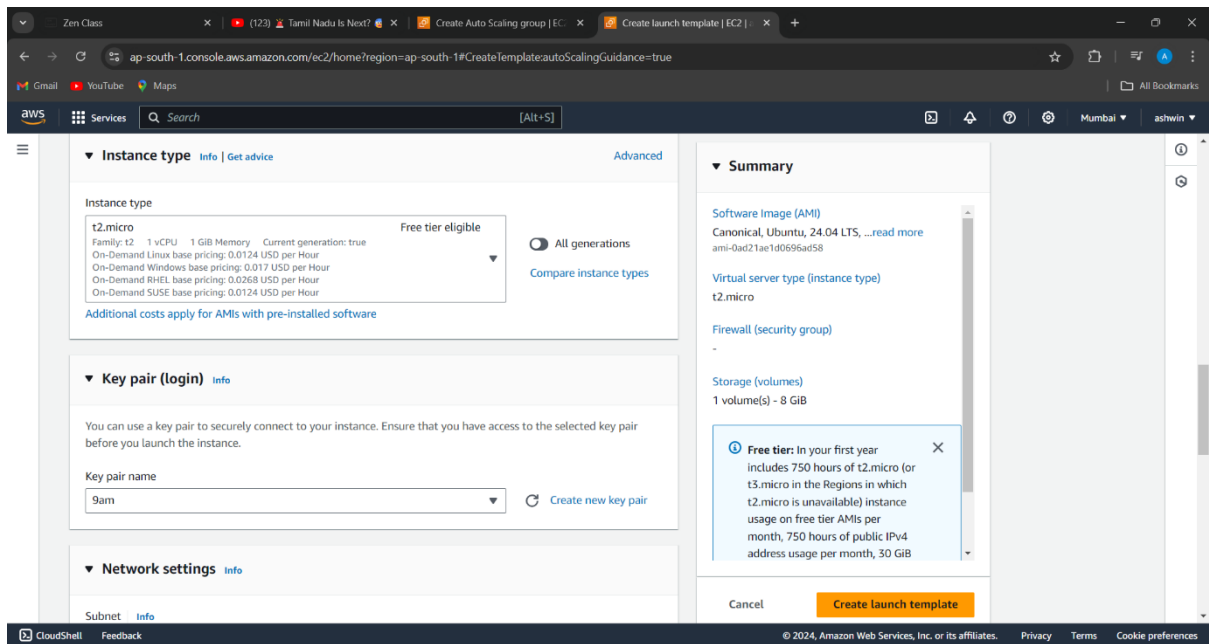 Zen Class
(123) Tamil Nadu Is Next?
Create Auto Scaling group | EC
Create launch template | EC2 |
ap-south-1.console.aws.amazon.com/ec2/home?region=ap-south-1#CreateTemplate:autoScalingGuidance=true
A
Gmail
YouTube
Maps
All Bookmarks
aws
Services
Search
[Alt+S]
Mumbai
ashwin
Instance type Info | Get advice
Advanced
Instance type
t2.micro
Free tier eligible
Family: t2 1 vCPU 1 GiB Memory Current generation: true
On-Demand Linux base pricing: 0.0124 USD per Hour
On-Demand Windows base pricing: 0.017 USD per Hour
On-Demand RHEL base pricing: 0.0268 USD per Hour
On-Demand SUSE base pricing: 0.0124 USD per Hour
All generations
Compare instance types
Additional costs apply for AMIs with pre-installed software
Key pair (login) Info
You can use a key pair to securely connect to your instance. Ensure that you have access to the selected key pair
before you launch the instance.
Key pair name
9am
Create new key pair
Network settings Info
Subnet Info
Summary
Software Image (AMI)
Canonical, Ubuntu, 24.04 LTS, ...read more
ami-0ad21ae1d0696ad58
Virtual server type (instance type)
t2.micro
Firewall (security group)
-
Storage (volumes)
1 volume(s) - 8 GiB
Free tier: In your first year
includes 750 hours of t2.micro (or
t3.micro in the Regions in which
t2.micro is unavailable) instance
usage on free tier AMIs per
month, 750 hours of public IPv4
address usage per month, 30 GiB
Cancel
Create launch template
CloudShell
Feedback
© 2024, Amazon Web Services, Inc. or its affiliates.
Privacy
Terms
Cookie preferences